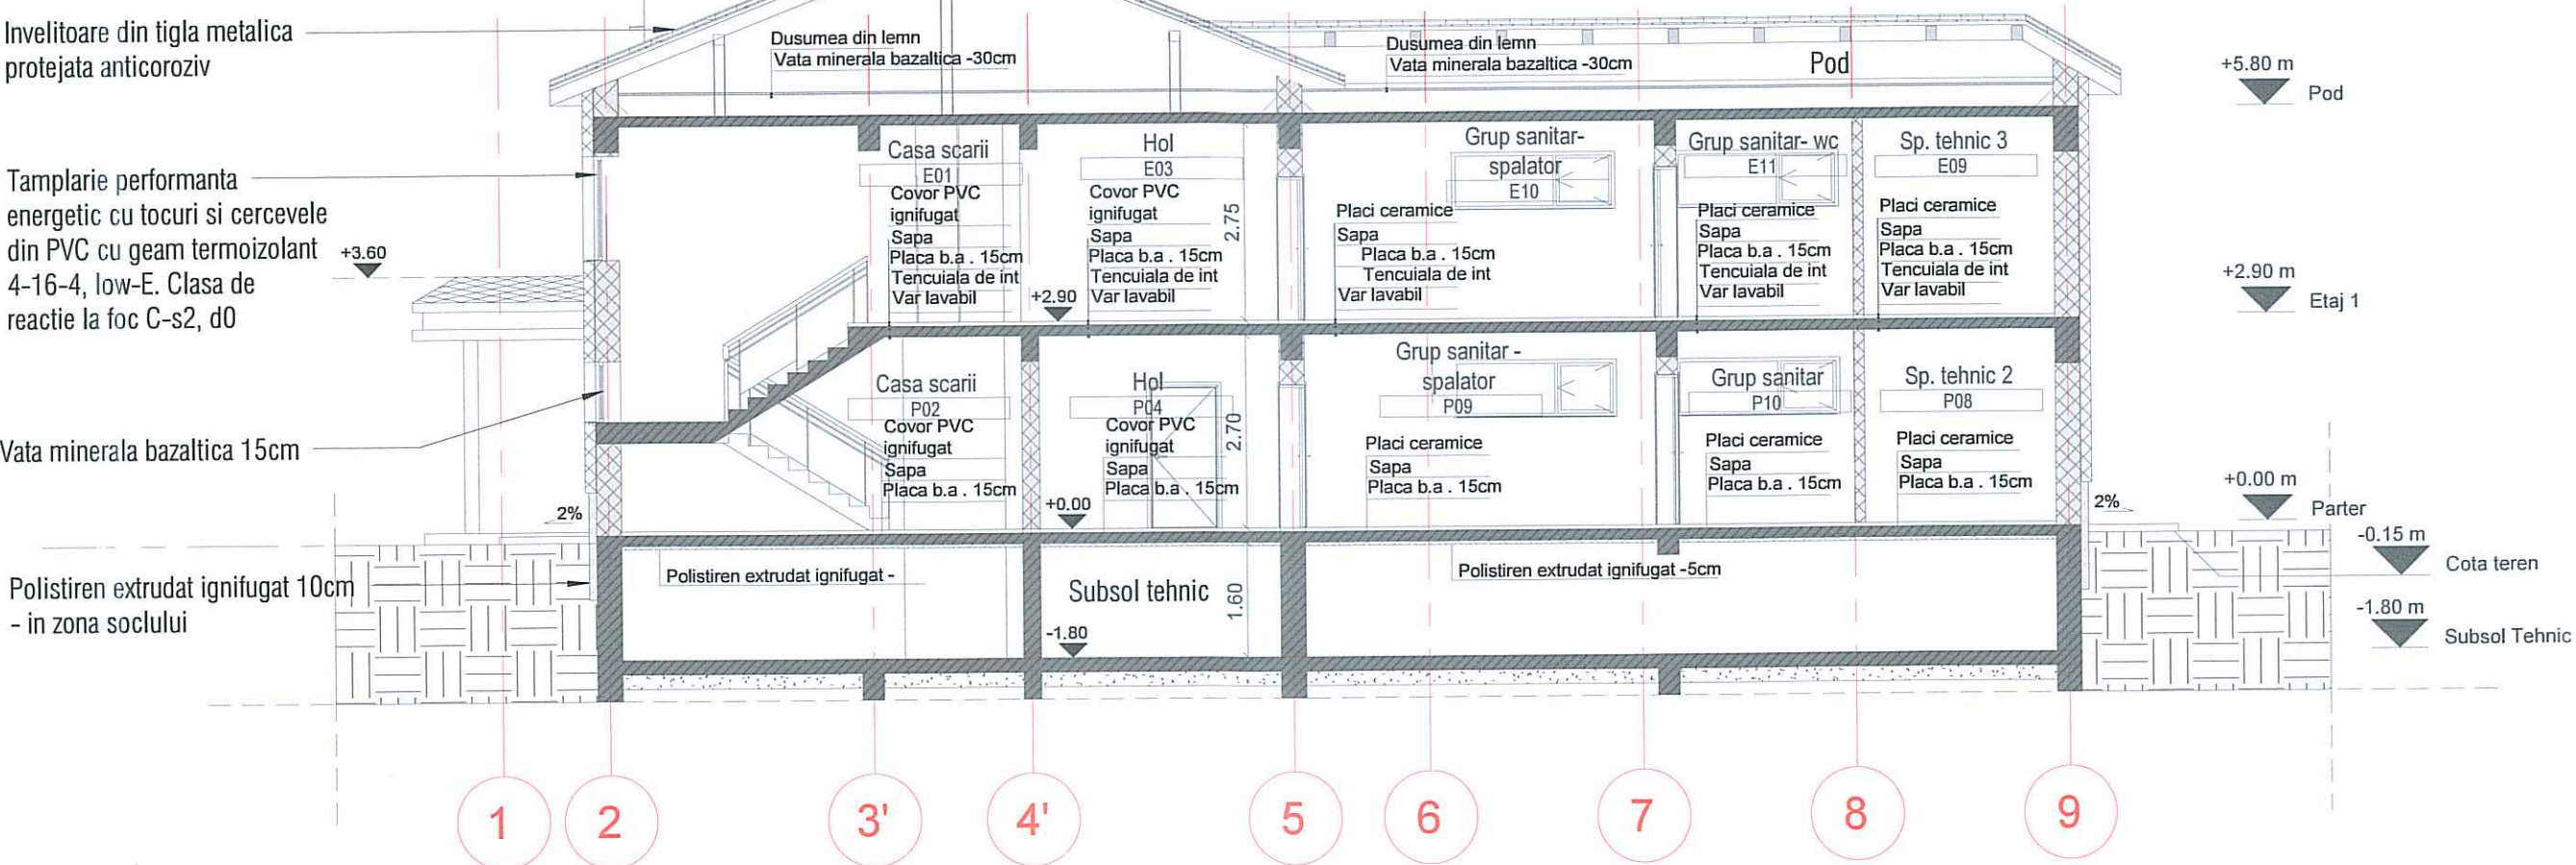 Invelitoare din tigla metalica
protejata anticoroziv
Tamplarie performanta
energetic cu tocuri si cercevele
din PVC cu geam termoizolant
4-16-4, low-E. Clasa de
reactie la foc C-s2, d0
+3.60
Vata minerala bazaltica 15cm
Polistiren extrudat ignifugat 10cm
- in zona soclului
2%
Dusumea din lemn
Vata minerala bazaltica -30cm
Dusumea din lemn
Vata minerala bazaltica -30cm
Pod
Casa scarii
E01
Covor PVC
ignifugat
Sapa
Placa b.a . 15cm
Tencuiala de int
Var lavabil
+2.90
Hol
E03
Covor PVC
ignifugat
Sapa
Placa b.a . 15cm
Tencuiala de int
Var lavabil
2.75
Grup sanitar-
spalator
E10
Placi ceramice
Sapa
Placa b.a . 15cm
Tencuiala de int
Var lavabil
Grup sanitar- wc
E11
Placi ceramice
Sapa
Placa b.a . 15cm
Tencuiala de int
Var lavabil
Sp. tehnic 3
E09
Placi ceramice
Sapa
Placa b.a . 15cm
Tencuiala de int
Var lavabil
Casa scarii
P02
Covor PVC
ignifugat
Sapa
Placa b.a . 15cm
Hol
P04
Covor PVC
ignifugat
Sapa
Placa b.a . 15cm
2.70
+0.00
Grup sanitar -
spalator
P09
Placi ceramice
Sapa
Placa b.a . 15cm
Grup sanitar
P10
Placi ceramice
Sapa
Placa b.a . 15cm
Sp. tehnic 2
P08
Placi ceramice
Sapa
Placa b.a . 15cm
2%
Polistiren extrudat ignifugat -
Subsol tehnic
1.60
-1.80
Polistiren extrudat ignifugat -5cm
+5.80 m
Pod
+2.90 m
Etaj 1
+0.00 m
Parter
-0.15 m
Cota teren
-1.80 m
Subsol Tehnic
1
2
3'
4'
5
6
7
8
9